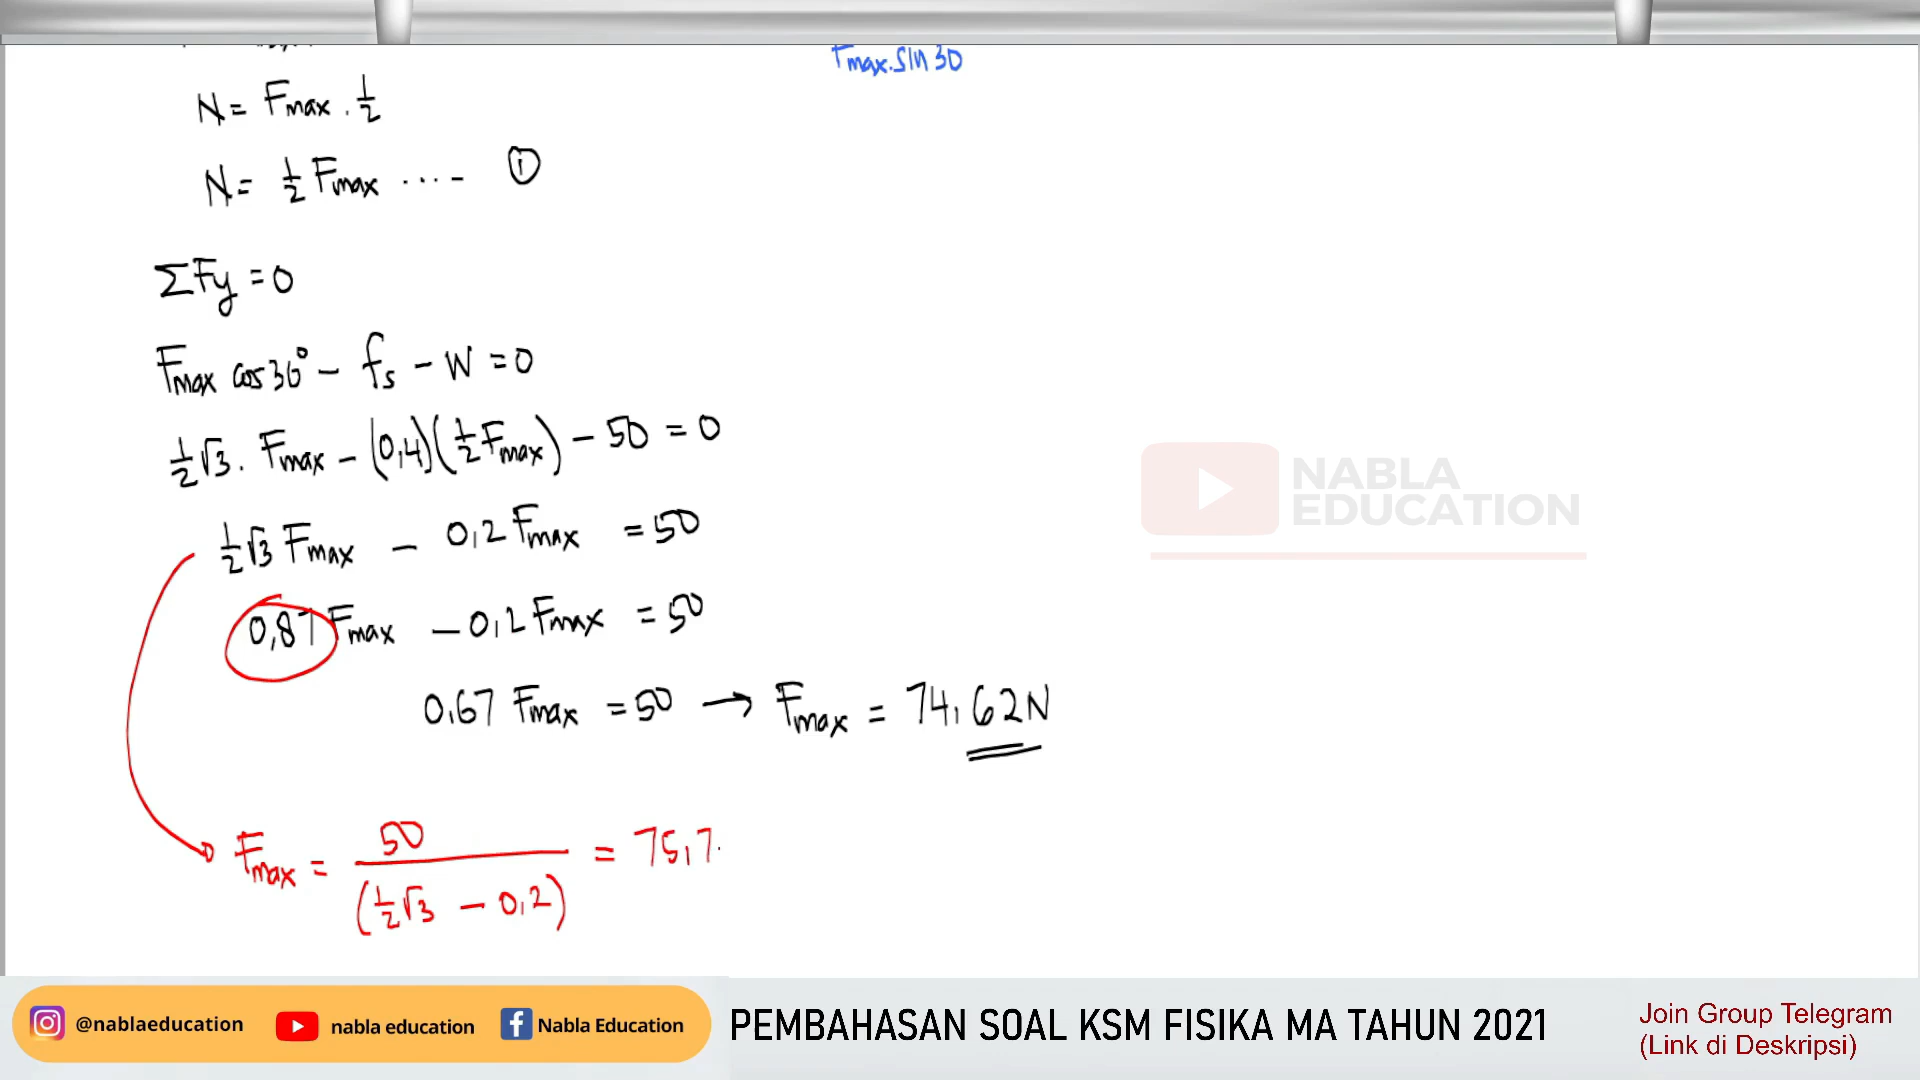 Fmax.sin 30
N = Fmax . 1/2
N = 1/2 Fmax ..... ①
ΣFy = 0
Fmax cos 30° - fs - W = 0
1/2 √3 . Fmax - (0,4)(1/2 Fmax) - 50 = 0
1/2 √3 Fmax - 0,2 Fmax = 50
0,87 Fmax - 0,2 Fmax = 50
0,67 Fmax = 50 → Fmax = 74,62 N
Fmax = 50 / (1/2 √3 - 0,2) = 75,7
NABLA
EDUCATION
@nablaeducation
nabla education
Nabla Education
PEMBAHASAN SOAL KSM FISIKA MA TAHUN 2021
Join Group Telegram
(Link di Deskripsi)